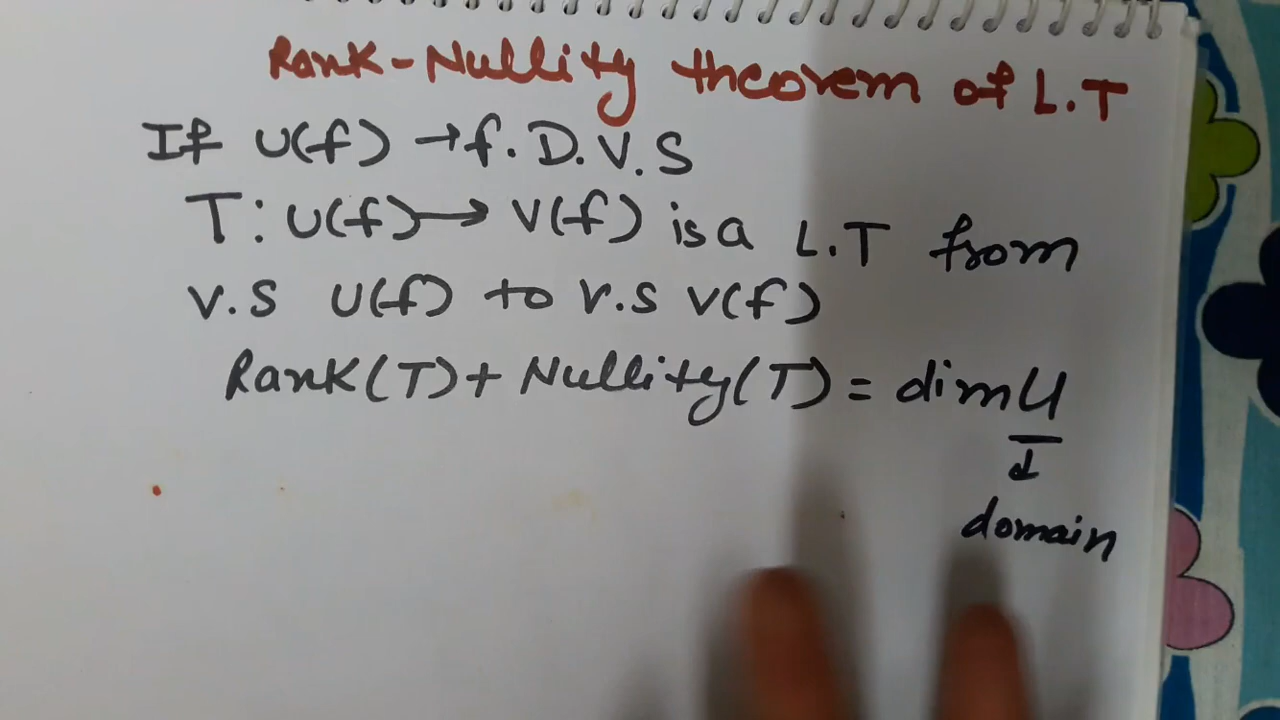 Rank-Nullity theorem of L.T
If U(f) → f.D.V.S
T: U(f) → V(f) is a L.T from
V.S U(f) to V.S V(f)
Rank(T) + Nullity(T) = dim U
↓
domain